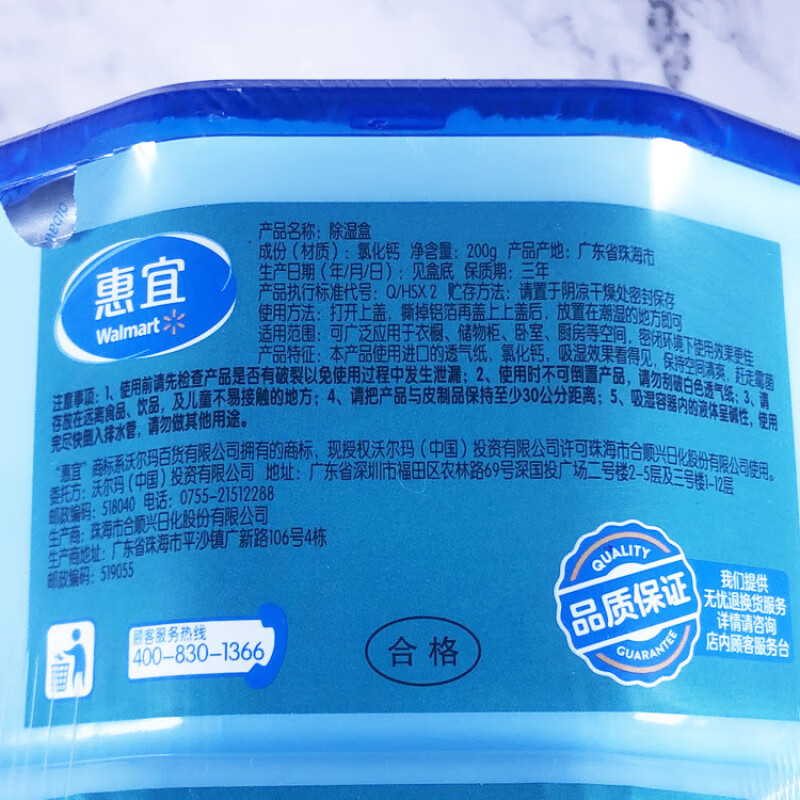 惠宜
Walmart
产品名称：除湿盒
成份（材质）：氯化钙 净含量：200g 产品产地：广东省珠海市
生产日期（年/月/日）：见盒底 保质期：三年
产品执行标准代号：Q/HSX 2 贮存方法：请置于阴凉干燥处密封保存
使用方法：打开上盖、撕掉铝箔再盖上上盖后，放置在潮湿的地方即可
适用范围：可广泛应用于衣橱、储物柜、卧室、厨房等空间，密闭环境下使用效果更佳
产品特征：本产品使用进口的透气纸，氯化钙，吸湿效果看得见，保持空间清爽，赶走霉菌
注意事项：1、使用前请先检查产品是否有破裂以免使用过程中发生泄漏；2、使用时不可倒置产品，请勿刮破白色透气纸；3、请
存放在远离食品、饮品，及儿童不易接触的地方；4、请把产品与皮制品保持至少30公分距离；5、吸湿容器内的液体呈碱性，使用
完尽快倒入排水管，请勿做其他用途。
“惠宜”商标系沃尔玛百货有限公司拥有的商标，现授权沃尔玛（中国）投资有限公司许可珠海市合顺兴日化股份有限公司使用。
委托方：沃尔玛（中国）投资有限公司 地址：广东省深圳市福田区农林路69号深国投广场二号楼2-5层及三号楼1-12层
邮政编码：518040 电话：0755-21512288
生产商：珠海市合顺兴日化股份有限公司
生产商地址：广东省珠海市平沙镇广新路106号4栋
邮政编码：519055
顾客服务热线
400-830-1366
合格
QUALITY
品质保证
GUARANTEE
我们提供
无忧退换货服务
详情请咨询
店内顾客服务台